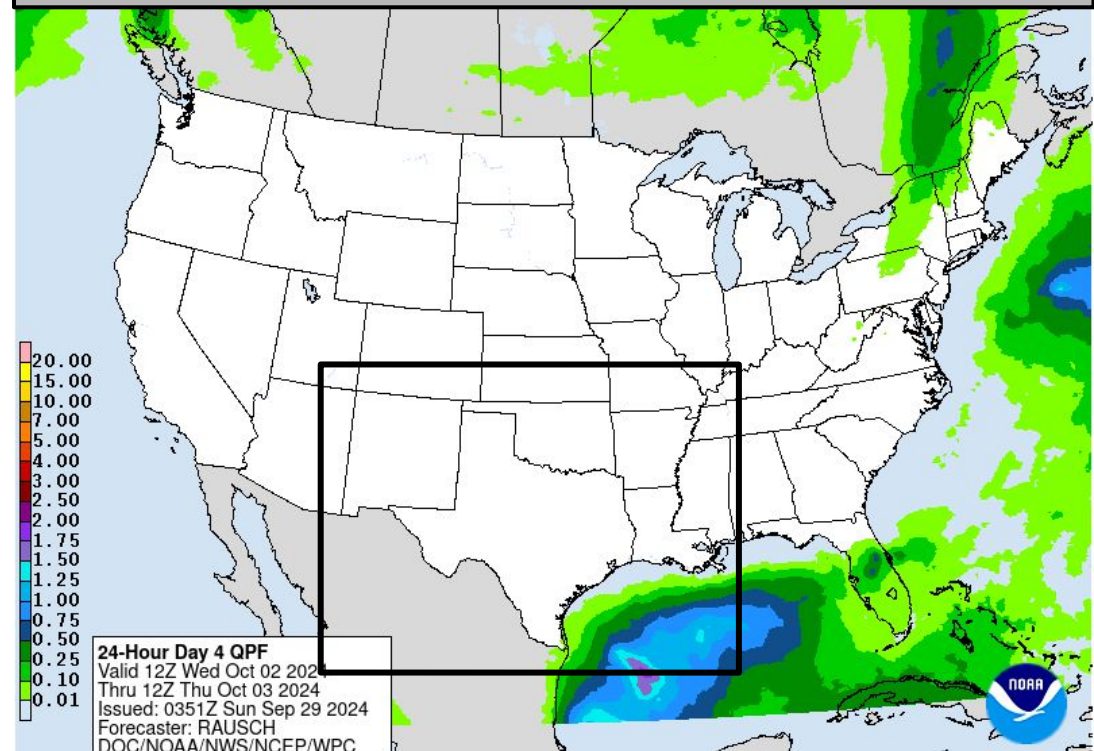 20.00
15.00
10.00
7.00
5.00
4.00
3.00
2.50
2.00
1.75
1.50
1.25
1.00
0.75
0.50
0.25
0.10
0.01
24-Hour Day 4 QPF
Valid 12Z Wed Oct 02 2024
Thru 12Z Thu Oct 03 2024
Issued: 0351Z Sun Sep 29 2024
Forecaster: RAUSCH
DOC/NOAA/NWS/NCEP/WPC
NOAA